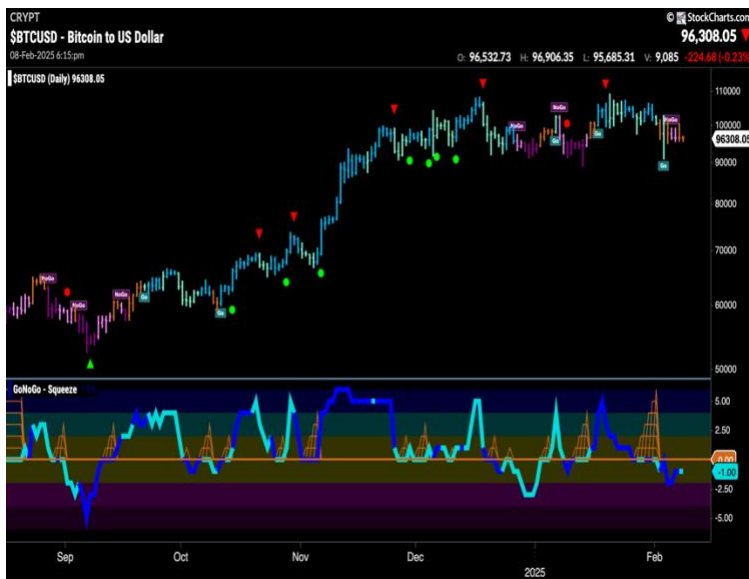 CRYPT
© StockCharts.com
$BTCUSD - Bitcoin to US Dollar
96,308.05
08-Feb-2025 6:15pm
O: 96,532.73 H: 96,906.35 L: 95,685.31 V: 9,085 -224.68 (-0.23%)
$BTCUSD (Daily) 96308.05
110000
NoGo
NoGo
NoGo
100000
Go
Go
96308.05
90000
Go
80000
70000
NoGo
NoGo
NoGo
Go
60000
Go
50000
GoNoGo - Squeeze
5.00
2.50
0.00
-1.00
-2.50
-5.00
Sep Oct Nov Dec 2025 Feb